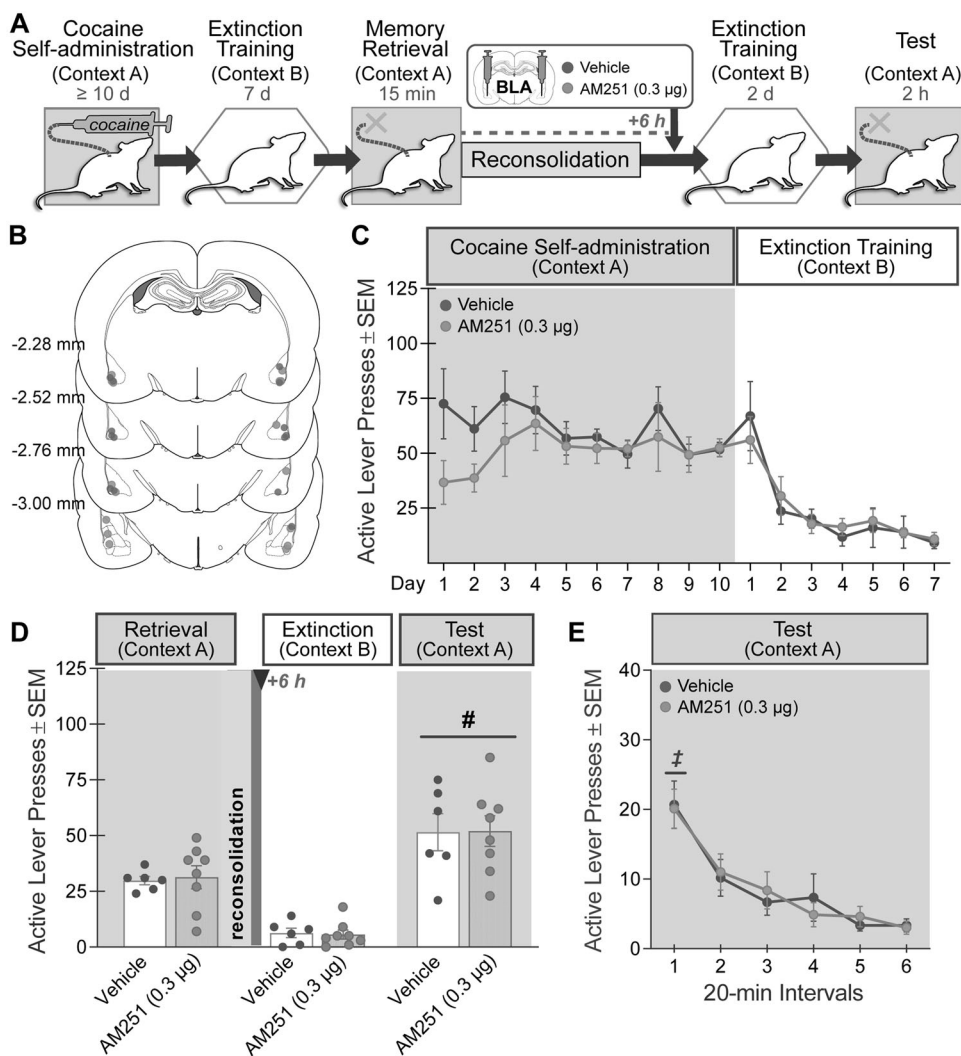 A
Cocaine
Self-administration
(Context A)
≥ 10 d
cocaine
Extinction
Training
(Context B)
7 d
Memory
Retrieval
(Context A)
15 min
BLA
Vehicle
AM251 (0.3 µg)
+6 h
Reconsolidation
Extinction
Training
(Context B)
2 d
Test
(Context A)
2 h
B
-2.28 mm
-2.52 mm
-2.76 mm
-3.00 mm
C
Cocaine Self-administration
(Context A)
Extinction Training
(Context B)
Active Lever Presses ± SEM
125
100
75
50
25
Vehicle
AM251 (0.3 µg)
Day 1 2 3 4 5 6 7 8 9 10 1 2 3 4 5 6 7
D
Retrieval
(Context A)
Extinction
(Context B)
Test
(Context A)
Active Lever Presses ± SEM
125
100
75
50
25
0
+6 h
reconsolidation
#
Vehicle
AM251 (0.3 µg)
Vehicle
AM251 (0.3 µg)
Vehicle
AM251 (0.3 µg)
E
Test
(Context A)
Active Lever Presses ± SEM
40
30
20
10
0
Vehicle
AM251 (0.3 µg)
‡
1 2 3 4 5 6
20-min Intervals